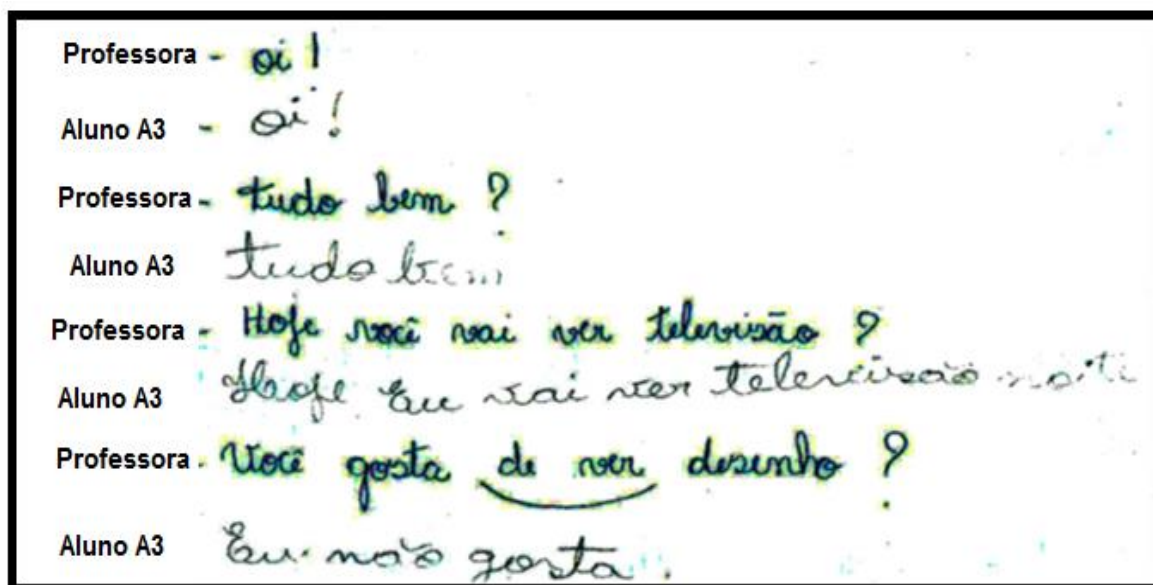 Professora - oi!
Aluno A3 - oi!
Professora - tudo bem?
Aluno A3 tudo bem
Professora - Hoje você vai ver televisão?
Aluno A3 Hoje Eu vai ver televisão noite
Professora - Você gosta de ver desenho?
Aluno A3 Eu não gosta.